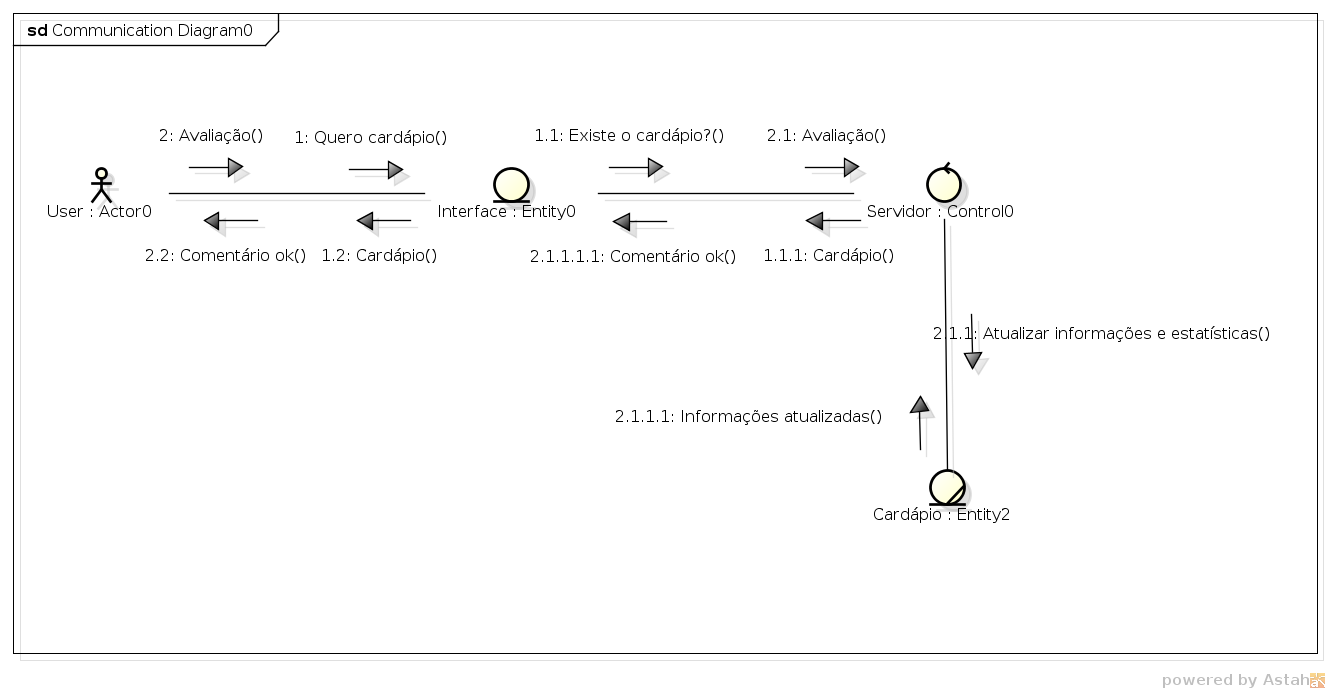 sd Communication Diagram0
2: Avaliação()
1: Quero cardápio()
1.1: Existe o cardápio?()
2.1: Avaliação()
User : Actor0
Interface : Entity0
Servidor : Control0
2.2: Comentário ok()
1.2: Cardápio()
2.1.1.1.1: Comentário ok()
1.1.1: Cardápio()
2.1.1: Atualizar informações e estatísticas()
2.1.1.1: Informações atualizadas()
Cardápio : Entity2
powered by Astah